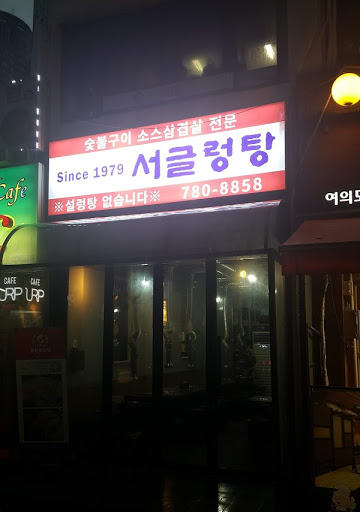 숯불구이 소스삼겹살 전문
Since 1979 서글렁탕
※설렁탕 없습니다※ 780-8858
Cafe
CAFE
CAFE
URP
여의도